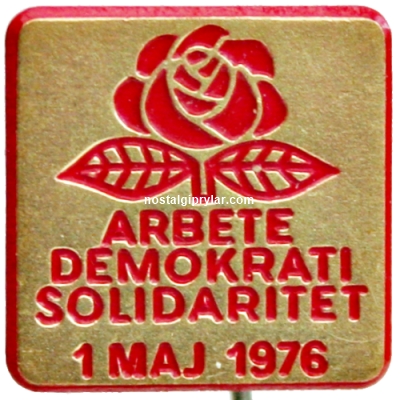 nostalgiprylar.com
ARBETE
DEMOKRATI
SOLIDARITET
1 MAJ 1976